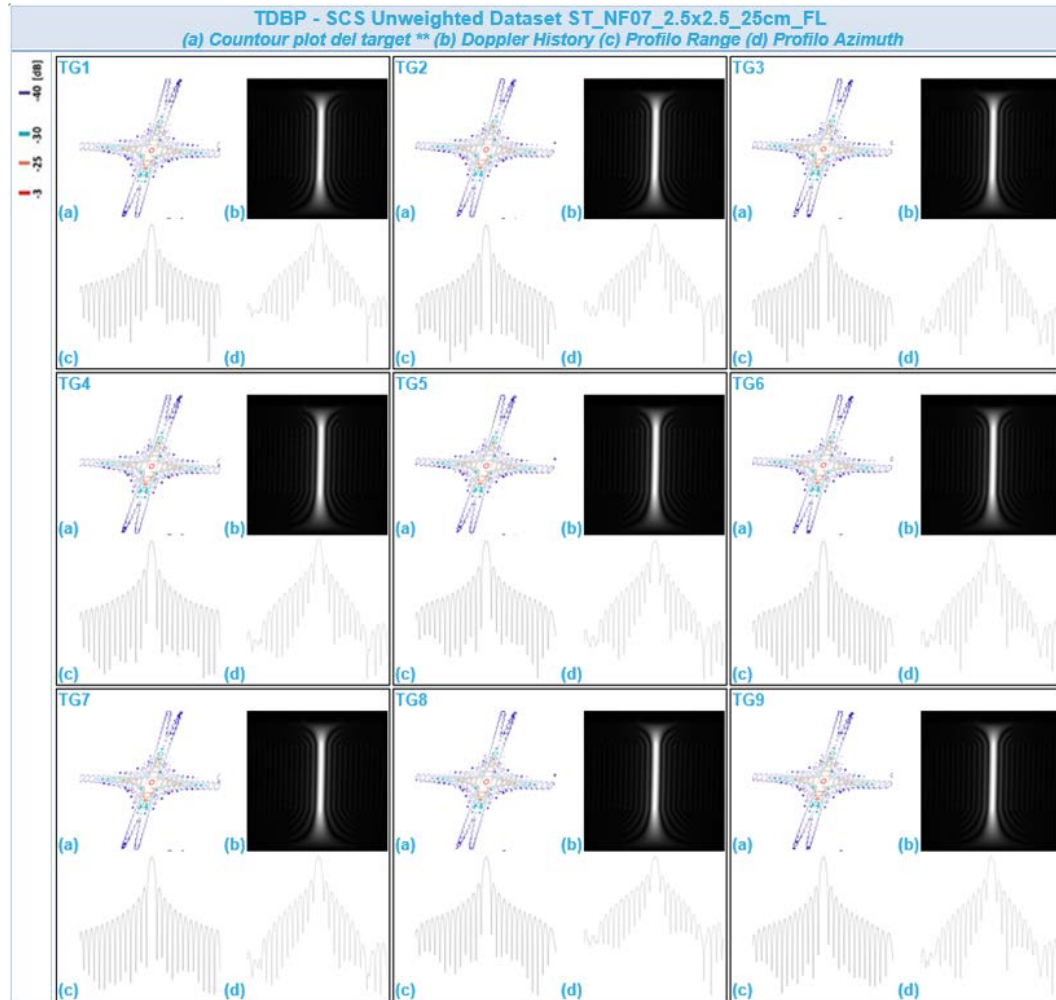 TDBP - SCS Unweighted Dataset ST_NF07_2.5x2.5_25cm_FL
(a) Countour plot del target ** (b) Doppler History (c) Profilo Range (d) Profilo Azimuth
-40 [dB]
-30
-25
-3
TG1
(a) (b)
(c) (d)
TG2
(a) (b)
(c) (d)
TG3
(a) (b)
(c) (d)
TG4
(a) (b)
(c) (d)
TG5
(a) (b)
(c) (d)
TG6
(a) (b)
(c) (d)
TG7
(a) (b)
(c) (d)
TG8
(a) (b)
(c) (d)
TG9
(a) (b)
(c) (d)